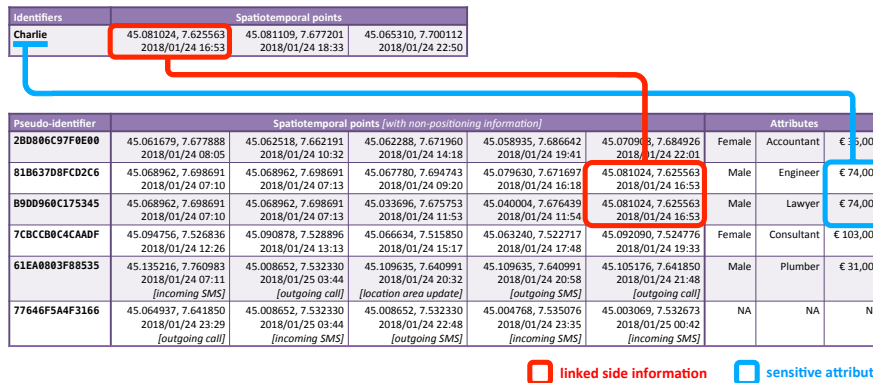 Identifiers Spatiotemporal points
Charlie 45.081024, 7.625563 45.081109, 7.677201 45.065310, 7.700112
2018/01/24 16:53 2018/01/24 18:33 2018/01/24 22:50
Pseudo-identifier Spatiotemporal points [with non-positioning information] Attributes
2BD806C97F0E00 45.061679, 7.677888 45.062518, 7.662191 45.062288, 7.671960 45.058935, 7.686642 45.070908, 7.684926 Female Accountant
2018/01/24 08:05 2018/01/24 10:32 2018/01/24 14:18 2018/01/24 19:41 2018/01/24 22:01
81B637D8FCD2C6 45.068962, 7.698691 45.068962, 7.698691 45.067780, 7.694743 45.079630, 7.671697 45.081024, 7.625563 Male Engineer € 74,00
2018/01/24 07:10 2018/01/24 07:13 2018/01/24 09:20 2018/01/24 16:18 2018/01/24 16:53
B9DD960C175345 45.068962, 7.698691 45.068962, 7.698691 45.033696, 7.675753 45.040004, 7.676439 45.081024, 7.625563 Male Lawyer € 74,00
2018/01/24 07:10 2018/01/24 07:13 2018/01/24 11:53 2018/01/24 11:54 2018/01/24 16:53
7CBCCB0C4CAADF 45.094756, 7.526836 45.090878, 7.528896 45.066634, 7.515850 45.063240, 7.522717 45.092090, 7.524776 Female Consultant € 103,00
2018/01/24 12:26 2018/01/24 13:13 2018/01/24 15:17 2018/01/24 17:48 2018/01/24 19:33
61EA0803F88535 45.135216, 7.760983 45.008652, 7.532330 45.109635, 7.640991 45.109635, 7.640991 45.105176, 7.641850 Male Plumber € 31,00
2018/01/24 07:11 2018/01/25 03:44 2018/01/24 20:32 2018/01/24 20:58 2018/01/24 21:48
[incoming SMS] [outgoing call] [location area update] [outgoing SMS] [outgoing call]
77646F5A4F3166 45.064937, 7.641850 45.008652, 7.532330 45.008652, 7.532330 45.004768, 7.535076 45.003069, 7.532673 NA NA N
2018/01/24 23:29 2018/01/25 03:44 2018/01/24 22:48 2018/01/24 23:35 2018/01/25 00:42
[outgoing call] [incoming SMS] [outgoing SMS] [incoming SMS] [incoming SMS]
linked side information sensitive attribut